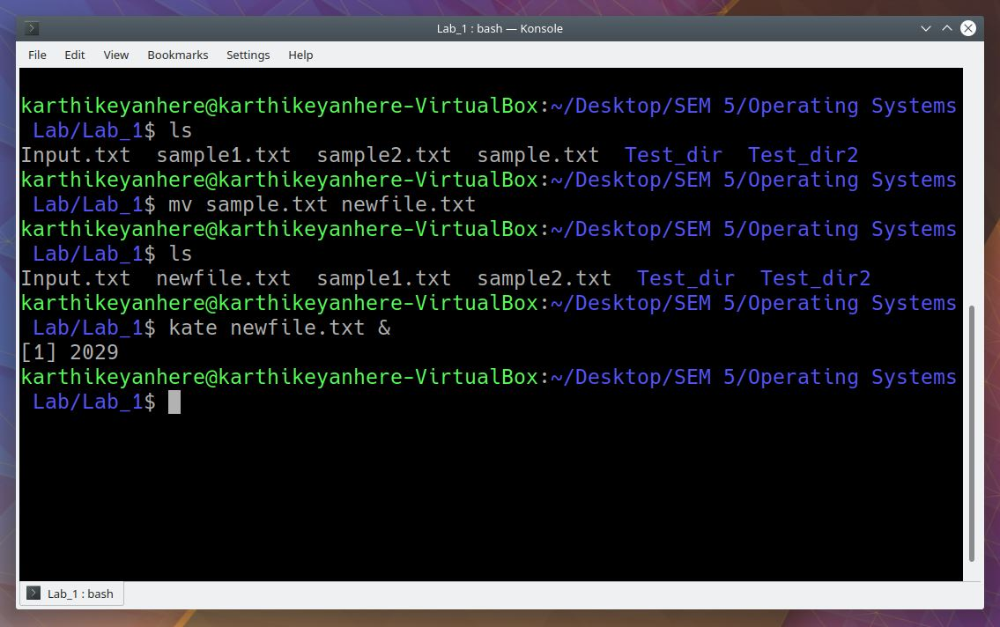 Lab_1 : bash — Konsole
File Edit View Bookmarks Settings Help
karthikeyanhere@karthikeyanhere-VirtualBox:~/Desktop/SEM 5/Operating Systems
Lab/Lab_1$ ls
Input.txt sample1.txt sample2.txt sample.txt Test_dir Test_dir2
karthikeyanhere@karthikeyanhere-VirtualBox:~/Desktop/SEM 5/Operating Systems
Lab/Lab_1$ mv sample.txt newfile.txt
karthikeyanhere@karthikeyanhere-VirtualBox:~/Desktop/SEM 5/Operating Systems
Lab/Lab_1$ ls
Input.txt newfile.txt sample1.txt sample2.txt Test_dir Test_dir2
karthikeyanhere@karthikeyanhere-VirtualBox:~/Desktop/SEM 5/Operating Systems
Lab/Lab_1$ kate newfile.txt &
[1] 2029
karthikeyanhere@karthikeyanhere-VirtualBox:~/Desktop/SEM 5/Operating Systems
Lab/Lab_1$
Lab_1 : bash